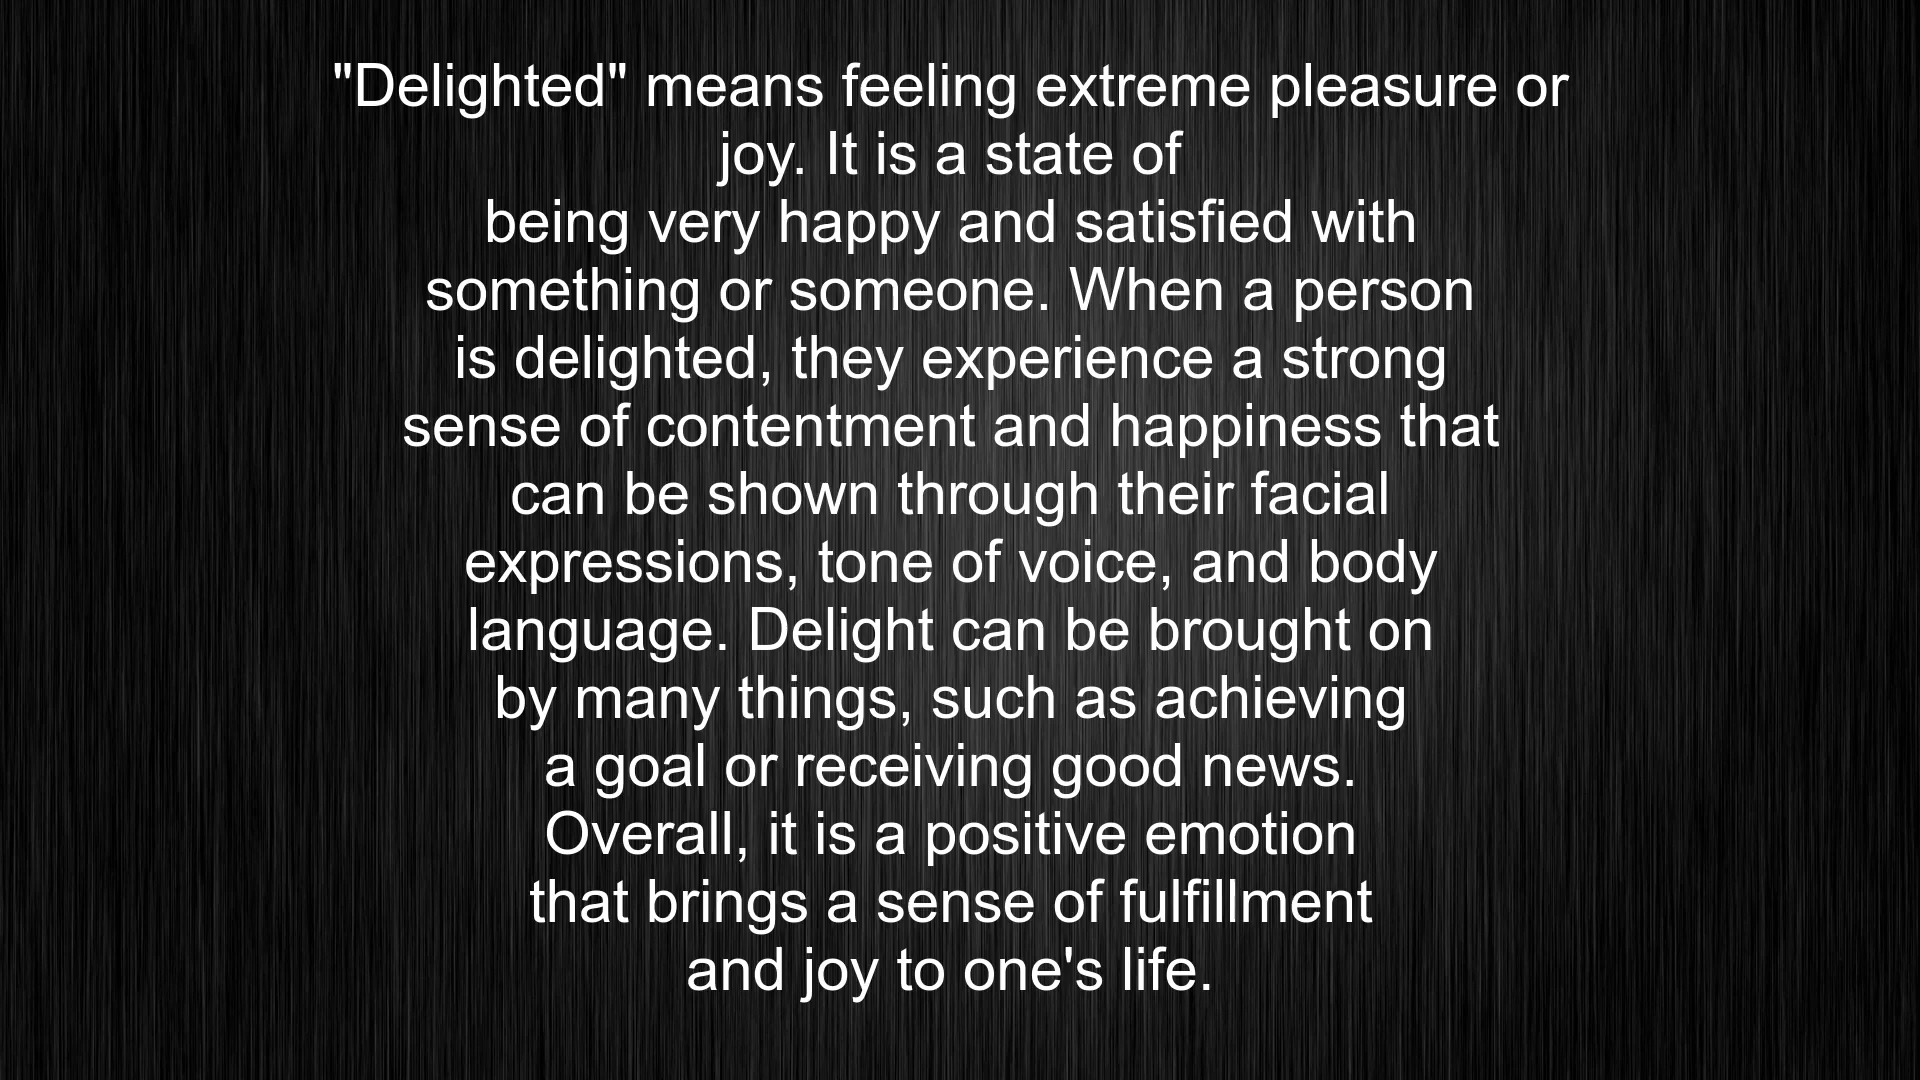 "Delighted" means feeling extreme pleasure or
joy. It is a state of
being very happy and satisfied with
something or someone. When a person
is delighted, they experience a strong
sense of contentment and happiness that
can be shown through their facial
expressions, tone of voice, and body
language. Delight can be brought on
by many things, such as achieving
a goal or receiving good news.
Overall, it is a positive emotion
that brings a sense of fulfillment
and joy to one's life.